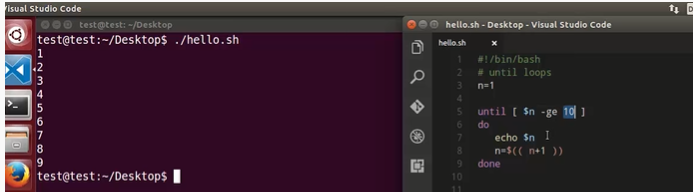 Visual Studio Code
test@test: ~/Desktop
test@test:~/Desktop$ ./hello.sh
1
2
3
4
5
6
7
8
9
test@test:~/Desktop$
hello.sh - Desktop - Visual Studio Code
hello.sh ×
1 #!/bin/bash
2 # until loops
3 n=1
4
5 until [ $n -ge 10 ]
6 do
7 echo $n
8 n=$(( n+1 ))
9 done
10
11